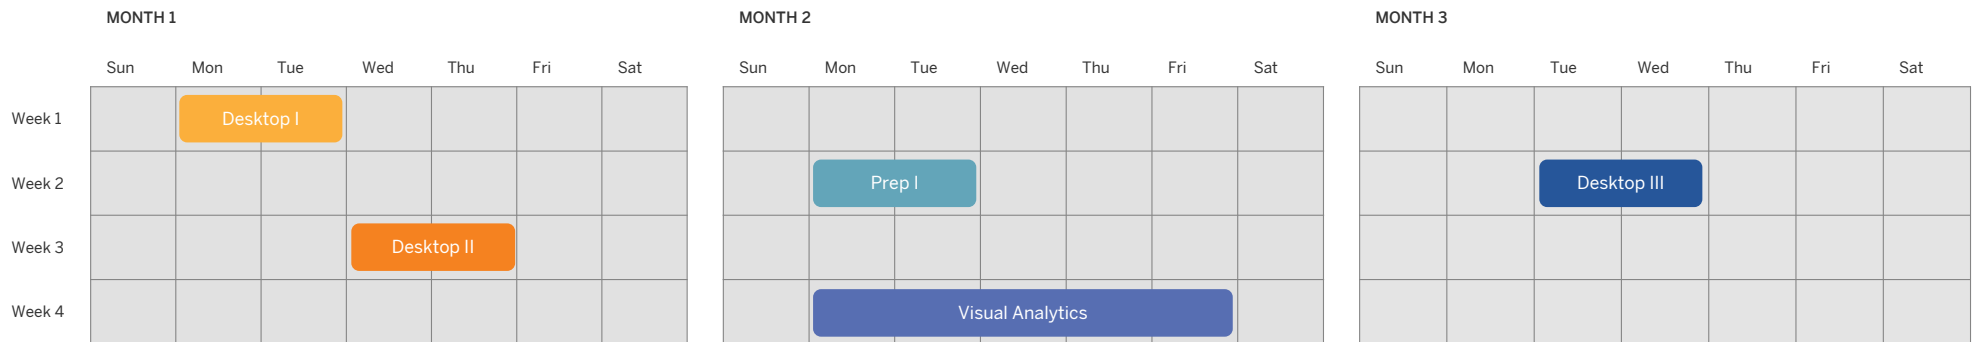 MONTH 1 MONTH 2 MONTH 3
Sun Mon Tue Wed Thu Fri Sat Sun Mon Tue Wed Thu Fri Sat Sun Mon Tue Wed Thu Fri Sat
Week 1 Desktop I
Week 2 Prep I Desktop III
Week 3 Desktop II
Week 4 Visual Analytics